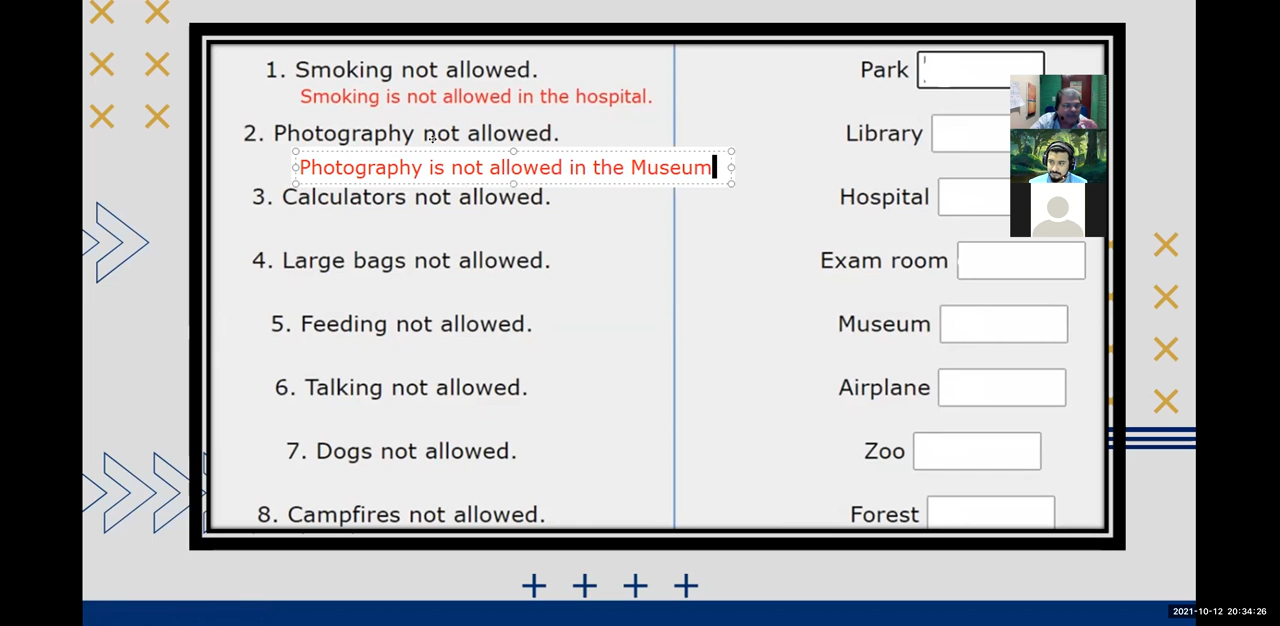 1. Smoking not allowed.
Smoking is not allowed in the hospital.
2. Photography not allowed.
Photography is not allowed in the Museum
3. Calculators not allowed.
4. Large bags not allowed.
5. Feeding not allowed.
6. Talking not allowed.
7. Dogs not allowed.
8. Campfires not allowed.
Park
Library
Hospital
Exam room
Museum
Airplane
Zoo
Forest
2021-10-12 20:34:26